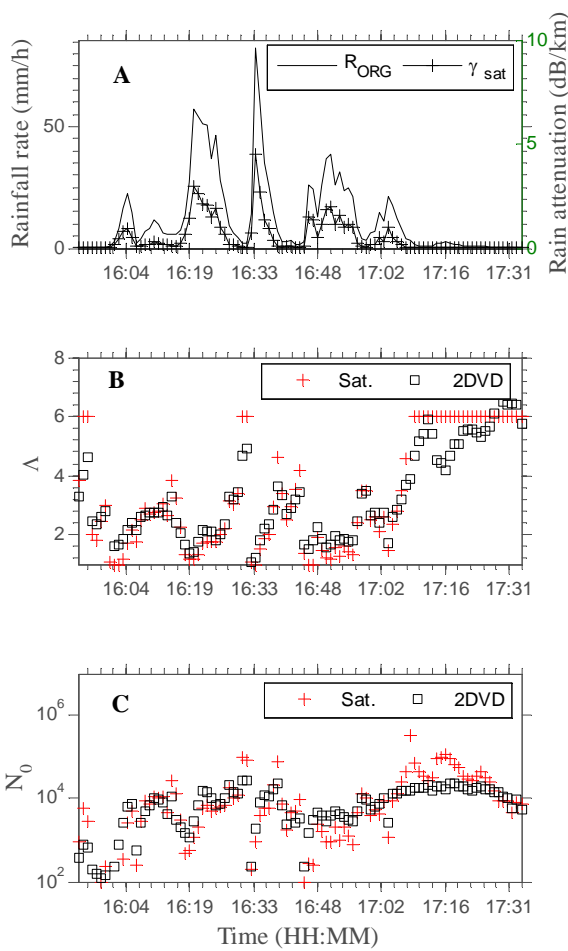 A
R_ORG γ_sat
Rainfall rate (mm/h)
50
0
10
5
2
0
Rain attenuation (dB/km)
16:04 16:19 16:33 16:48 17:02 17:16 17:31
B
Sat. 2DVD
Λ
8
6
4
2
16:04 16:19 16:33 16:48 17:02 17:16 17:31
C
Sat. 2DVD
N_0
10^6
10^4
10^2
16:04 16:19 16:33 16:48 17:02 17:16 17:31
Time (HH:MM)